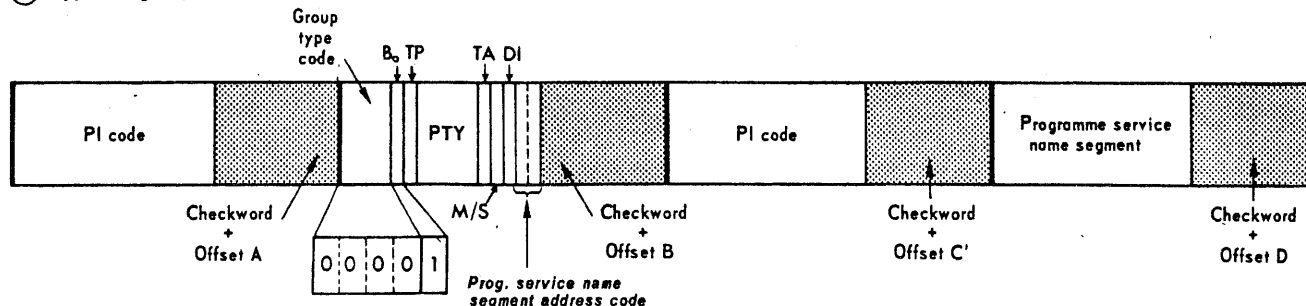 Group
type
code
B₀ TP
TA DI
PI code
PTY
PI code
Programme service
name segment
M/S
Checkword
+
Offset A
0 0 0 0 1
Prog. service name
segment address code
Checkword
+
Offset B
Checkword
+
Offset C'
Checkword
+
Offset D